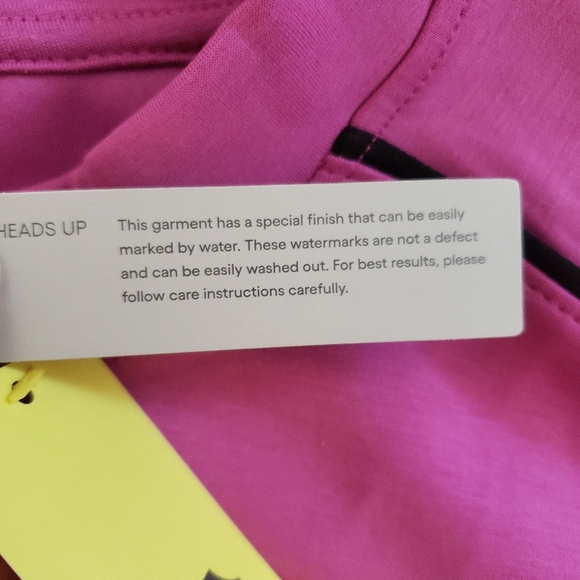 HEADS UP
This garment has a special finish that can be easily
marked by water. These watermarks are not a defect
and can be easily washed out. For best results, please
follow care instructions carefully.